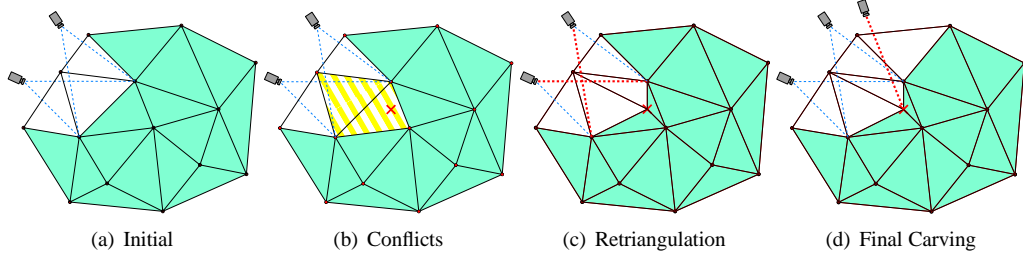 (a) Initial
(b) Conflicts
(c) Retriangulation
(d) Final Carving